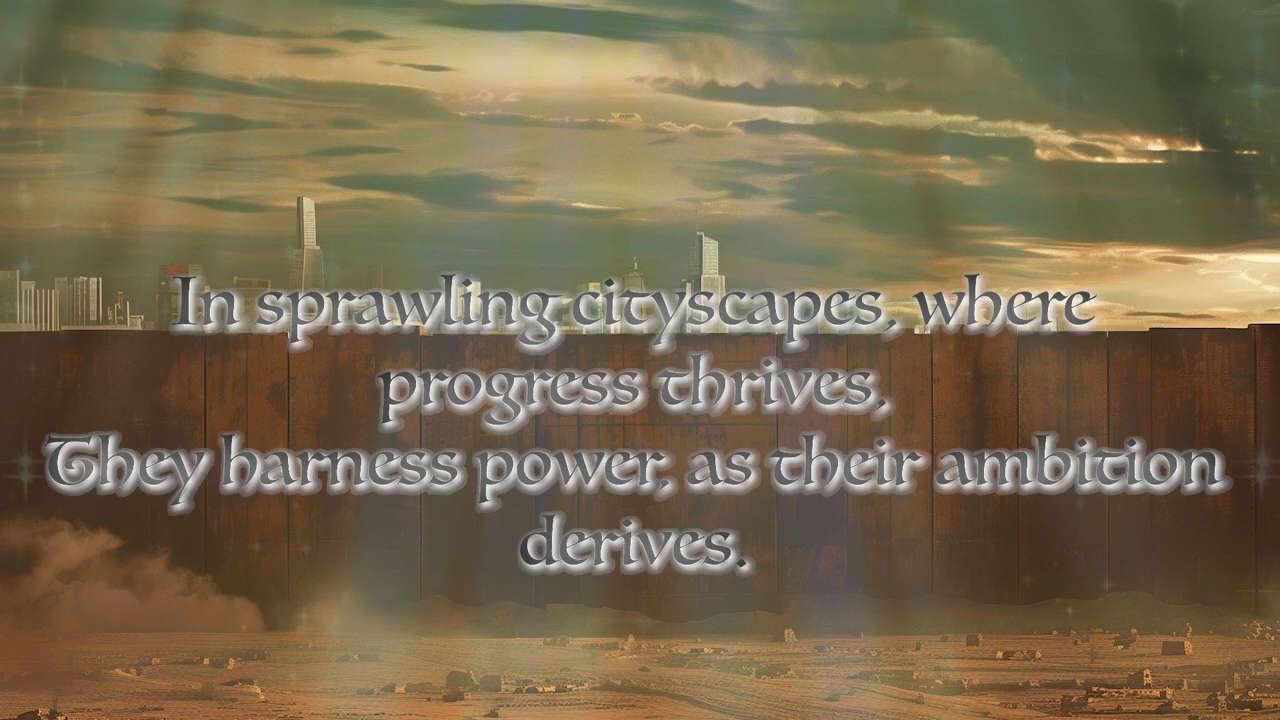 In sprawling cityscapes, where
progress thrives,
They harness power, as their ambition
derives.